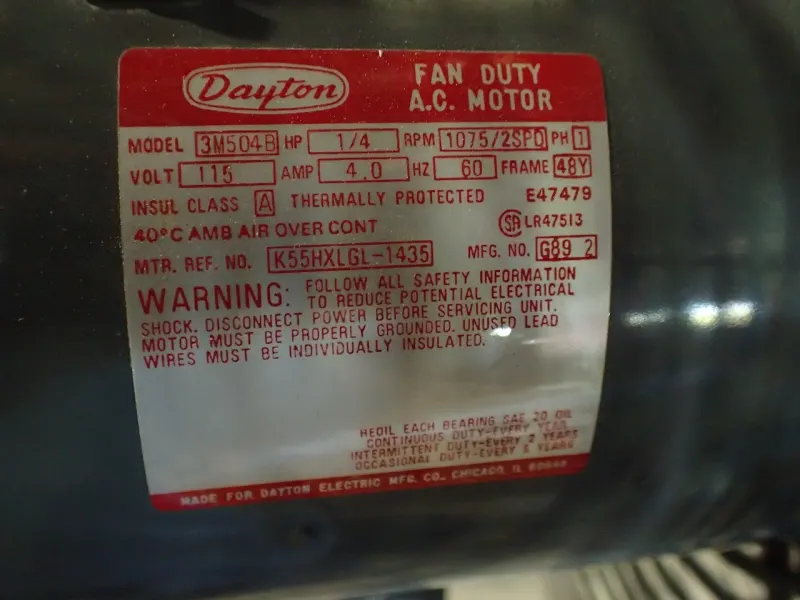 Dayton
FAN DUTY
A.C. MOTOR
MODEL 3M504B HP 1/4 RPM 1075/2SPD PH 1
VOLT 115 AMP 4.0 HZ 60 FRAME 48Y
INSUL CLASS A THERMALLY PROTECTED E47479
40°C AMB AIR OVER CONT SA LR47513
MTR. REF. NO. K55HXLGL-1435 MFG. NO. G89 2
WARNING: FOLLOW ALL SAFETY INFORMATION
TO REDUCE POTENTIAL ELECTRICAL
SHOCK. DISCONNECT POWER BEFORE SERVICING UNIT.
MOTOR MUST BE PROPERLY GROUNDED. UNUSED LEAD
WIRES MUST BE INDIVIDUALLY INSULATED.
REOIL EACH BEARING SAE 20 OIL
CONTINUOUS DUTY-EVERY YEAR
INTERMITTENT DUTY-EVERY 2 YEARS
OCCASIONAL DUTY-EVERY 5 YEARS
MADE FOR DAYTON ELECTRIC MFG. CO., CHICAGO, IL